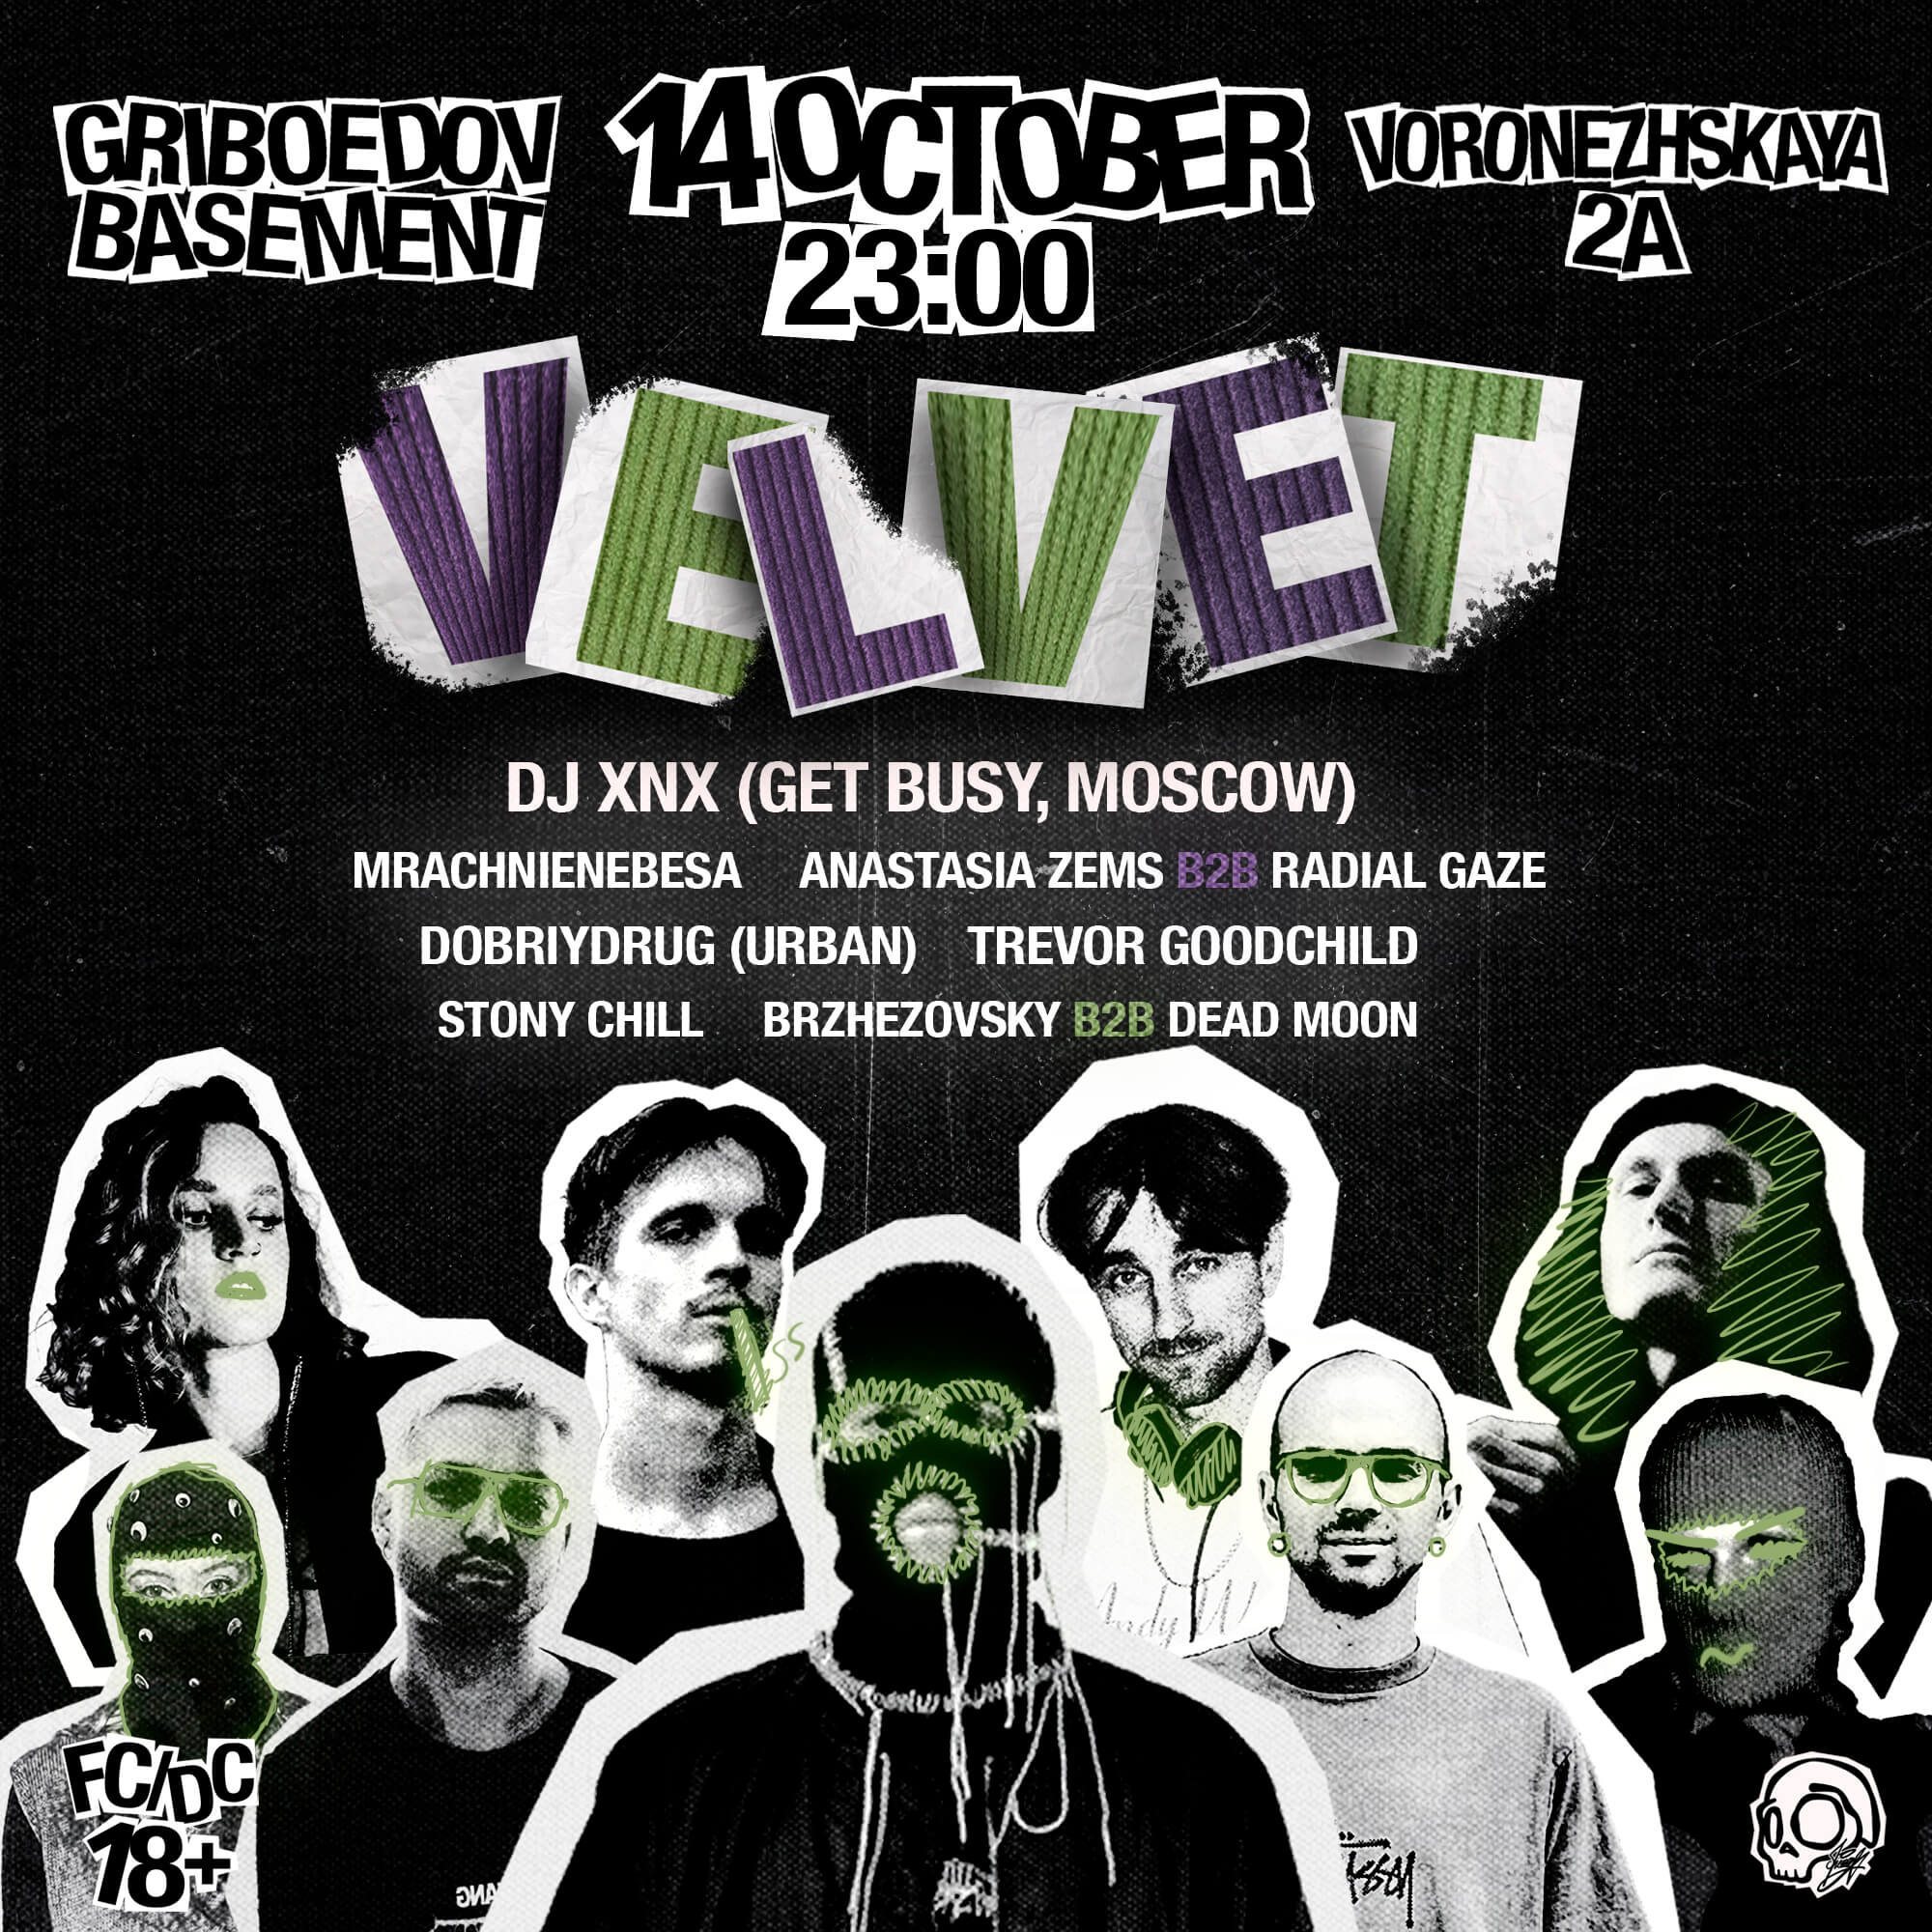 GRIBOEDOV
BASEMENT
14 OCTOBER
23:00
VORONEZHSKAYA
2A
VELVET
DJ XNX (GET BUSY, MOSCOW)
MRACHNIENEBESA ANASTASIA ZEMS B2B RADIAL GAZE
DOBRIYDRUG (URBAN) TREVOR GOODCHILD
STONY CHILL BRZHEZOVSKY B2B DEAD MOON
FC/DC
18+